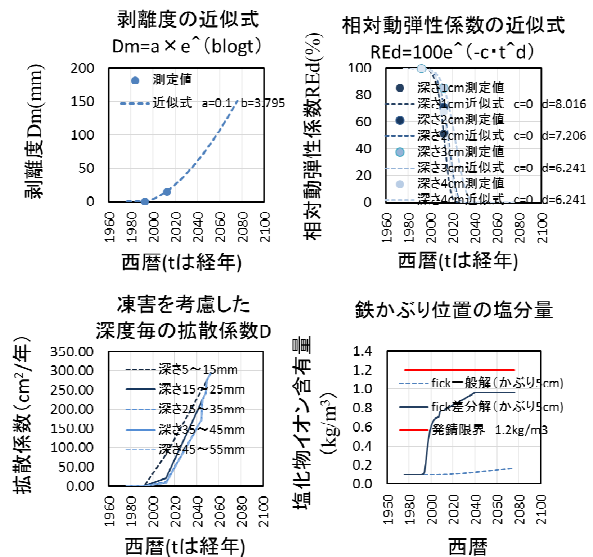 剥離度の近似式
Dm=a×e^(blogt)
剥離度Dm(mm)
200
150
100
50
0
測定値
近似式 a=0.1 b=3.795
1960
1980
2000
2020
2040
2060
2080
2100
西暦(tは経年)
相対動弾性係数の近似式
REd=100e^(-c・t^d)
相対動弾性係数REd(%)
100
80
60
40
20
0
深さ1cm測定値
深さ1cm近似式 c=0 d=8.016
深さ2cm測定値
深さ2cm近似式 c=0 d=7.206
深さ3cm測定値
深さ3cm近似式 c=0 d=6.241
深さ4cm測定値
深さ4cm近似式 c=0 d=6.241
1960
1980
2000
2020
2040
2060
2080
2100
西暦(tは経年)
凍害を考慮した
深度毎の拡散係数D
拡散係数(cm²/年)
350.00
300.00
250.00
200.00
150.00
100.00
50.00
0.00
深さ5~15mm
深さ15~25mm
深さ25~35mm
深さ35~45mm
深さ45~55mm
1960
1980
2000
2020
2040
2060
2080
2100
西暦(tは経年)
鉄かぶり位置の塩分量
塩化物イオン含有量
(kg/m³)
1.4
1.2
1.0
0.8
0.6
0.4
0.2
0.0
fick一般解(かぶり5cm)
fick差分解(かぶり5cm)
発錆限界 1.2kg/m3
1960
1980
2000
2020
2040
2060
2080
2100
西暦